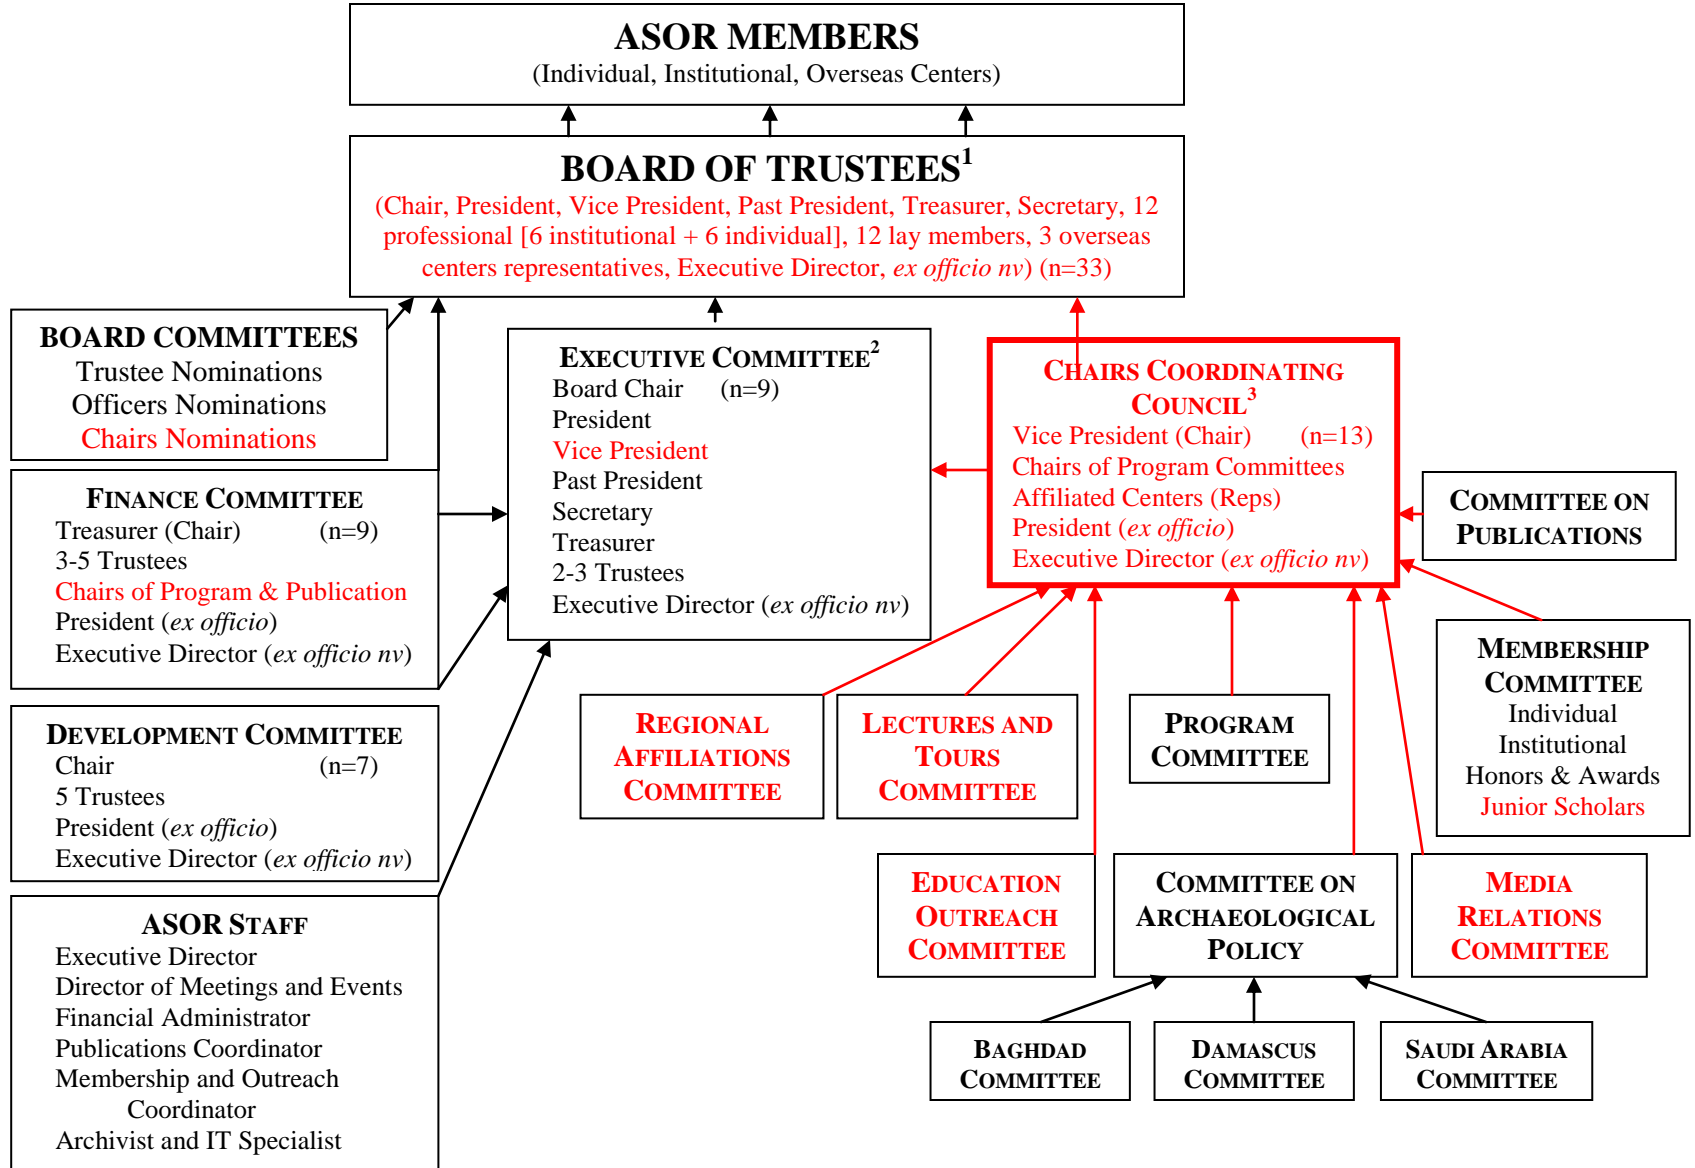 ASOR MEMBERS
(Individual, Institutional, Overseas Centers)
BOARD OF TRUSTEES1
(Chair, President, Vice President, Past President, Treasurer, Secretary, 12
professional [6 institutional + 6 individual], 12 lay members, 3 overseas
centers representatives, Executive Director, ex officio nv) (n=33)
BOARD COMMITTEES
Trustee Nominations
Officers Nominations
Chairs Nominations
FINANCE COMMITTEE
Treasurer (Chair) (n=9)
3-5 Trustees
Chairs of Program & Publication
President (ex officio)
Executive Director (ex officio nv)
DEVELOPMENT COMMITTEE
Chair (n=7)
5 Trustees
President (ex officio)
Executive Director (ex officio nv)
ASOR STAFF
Executive Director
Director of Meetings and Events
Financial Administrator
Publications Coordinator
Membership and Outreach
Coordinator
Archivist and IT Specialist
EXECUTIVE COMMITTEE2
Board Chair (n=9)
President
Vice President
Past President
Secretary
Treasurer
2-3 Trustees
Executive Director (ex officio nv)
CHAIRS COORDINATING
COUNCIL3
Vice President (Chair) (n=13)
Chairs of Program Committees
Affiliated Centers (Reps)
President (ex officio)
Executive Director (ex officio nv)
COMMITTEE ON
PUBLICATIONS
MEMBERSHIP
COMMITTEE
Individual
Institutional
Honors & Awards
Junior Scholars
REGIONAL
AFFILIATIONS
COMMITTEE
LECTURES AND
TOURS
COMMITTEE
PROGRAM
COMMITTEE
EDUCATION
OUTREACH
COMMITTEE
COMMITTEE ON
ARCHAEOLOGICAL
POLICY
MEDIA
RELATIONS
COMMITTEE
BAGHDAD
COMMITTEE
DAMASCUS
COMMITTEE
SAUDI ARABIA
COMMITTEE